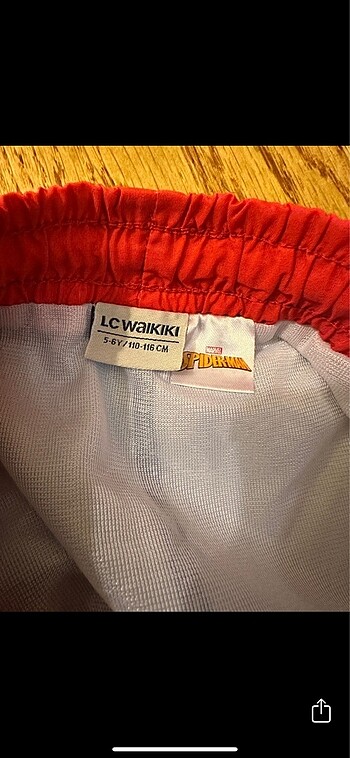 LC WAIKIKI
5-6Y/110-116 CM
MARVEL
SPIDER-MAN